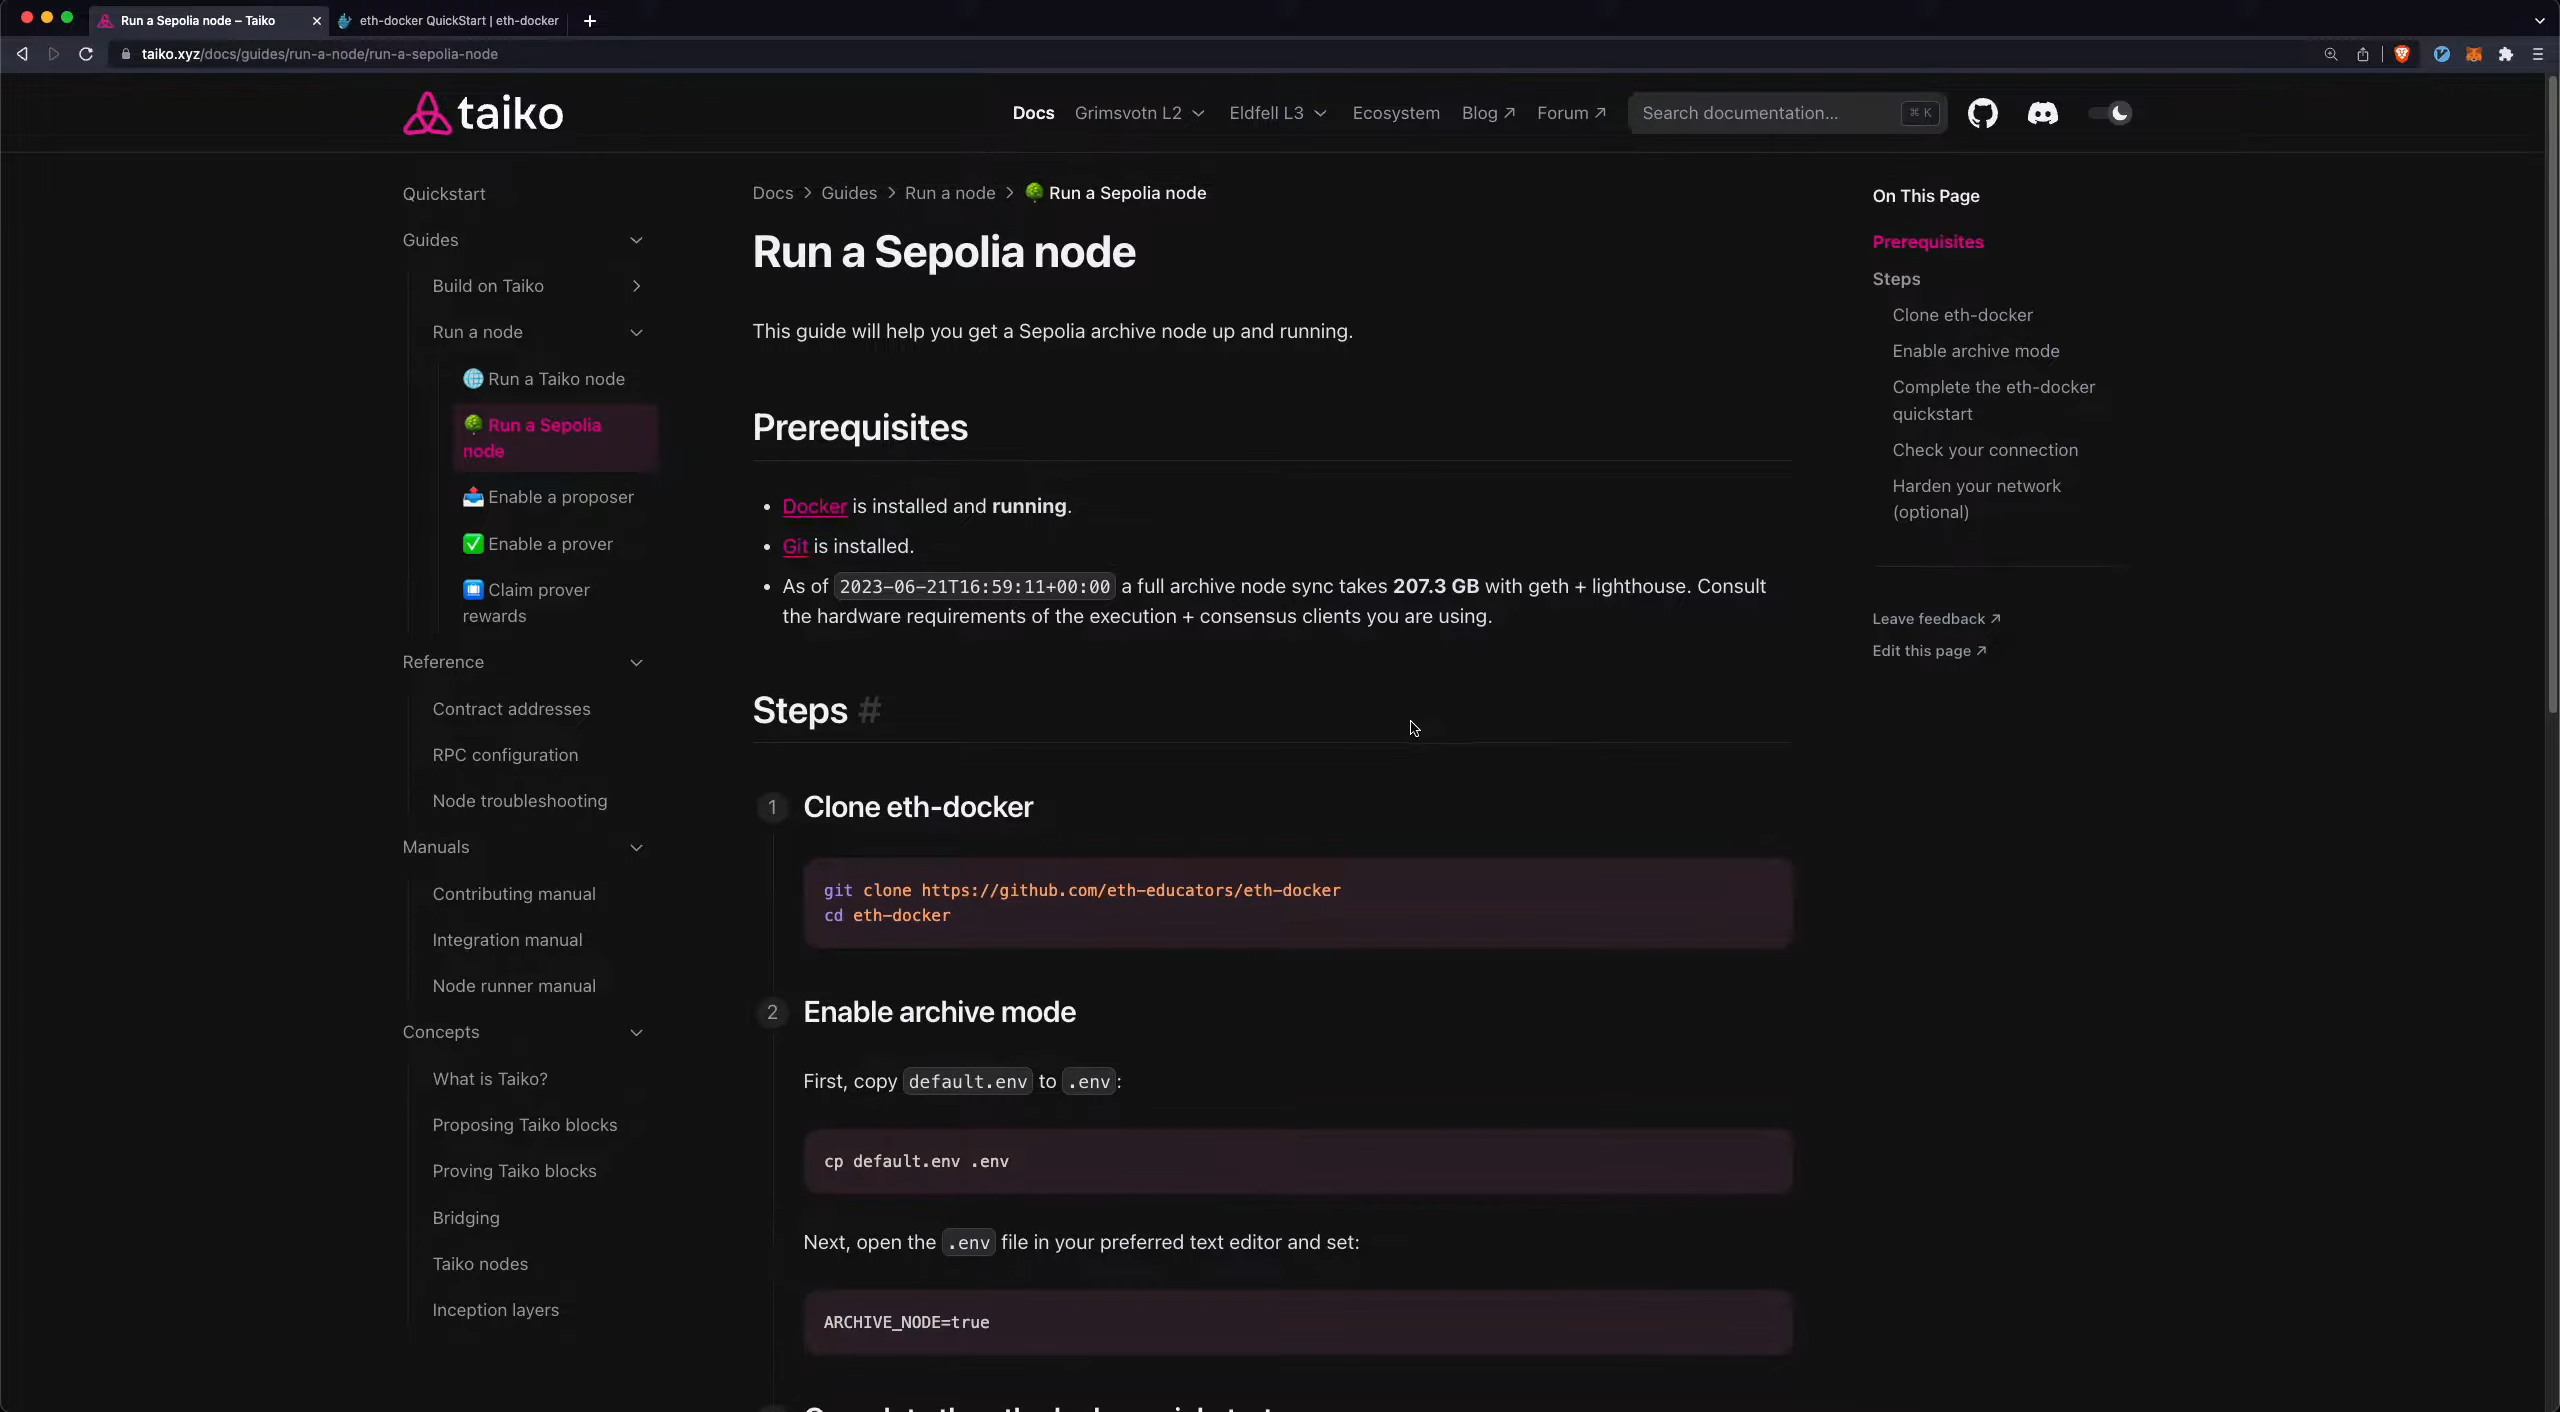 Run a Sepolia node – Taiko
eth-docker QuickStart | eth-docker
taiko.xyz/docs/guides/run-a-node/run-a-sepolia-node
taiko
Docs
Grimsvotn L2
Eldfell L3
Ecosystem
Blog
Forum
Search documentation...
⌘ K
Quickstart
Guides
Build on Taiko
Run a node
Run a Taiko node
Run a Sepolia
node
Enable a proposer
Enable a prover
Claim prover
rewards
Reference
Contract addresses
RPC configuration
Node troubleshooting
Manuals
Contributing manual
Integration manual
Node runner manual
Concepts
What is Taiko?
Proposing Taiko blocks
Proving Taiko blocks
Bridging
Taiko nodes
Inception layers
Docs > Guides > Run a node > Run a Sepolia node
Run a Sepolia node
This guide will help you get a Sepolia archive node up and running.
Prerequisites
• Docker is installed and running.
• Git is installed.
• As of 2023-06-21T16:59:11+00:00 a full archive node sync takes 207.3 GB with geth + lighthouse. Consult
the hardware requirements of the execution + consensus clients you are using.
Steps #
1 Clone eth-docker
git clone https://github.com/eth-educators/eth-docker
cd eth-docker
2 Enable archive mode
First, copy default.env to .env:
cp default.env .env
Next, open the .env file in your preferred text editor and set:
ARCHIVE_NODE=true
On This Page
Prerequisites
Steps
Clone eth-docker
Enable archive mode
Complete the eth-docker
quickstart
Check your connection
Harden your network
(optional)
Leave feedback
Edit this page